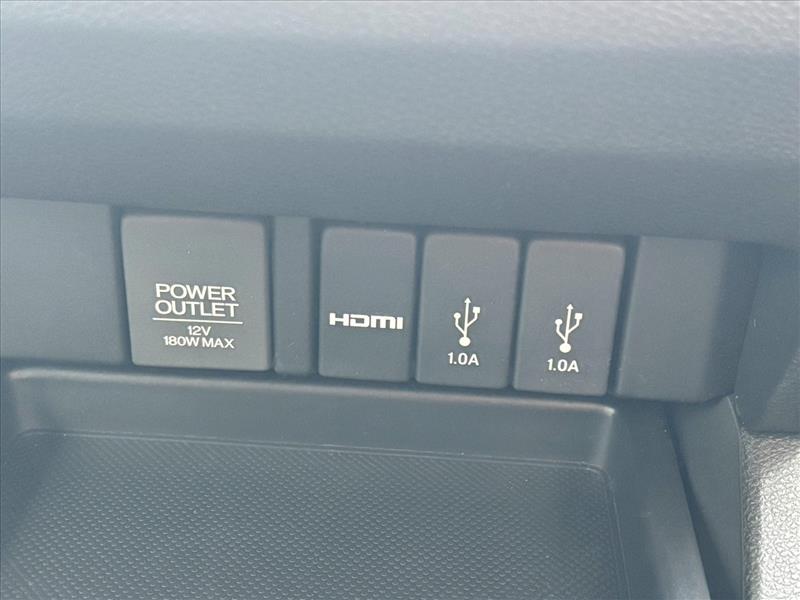 POWER
OUTLET
12V
180W MAX
HDMI
1.0A
1.0A